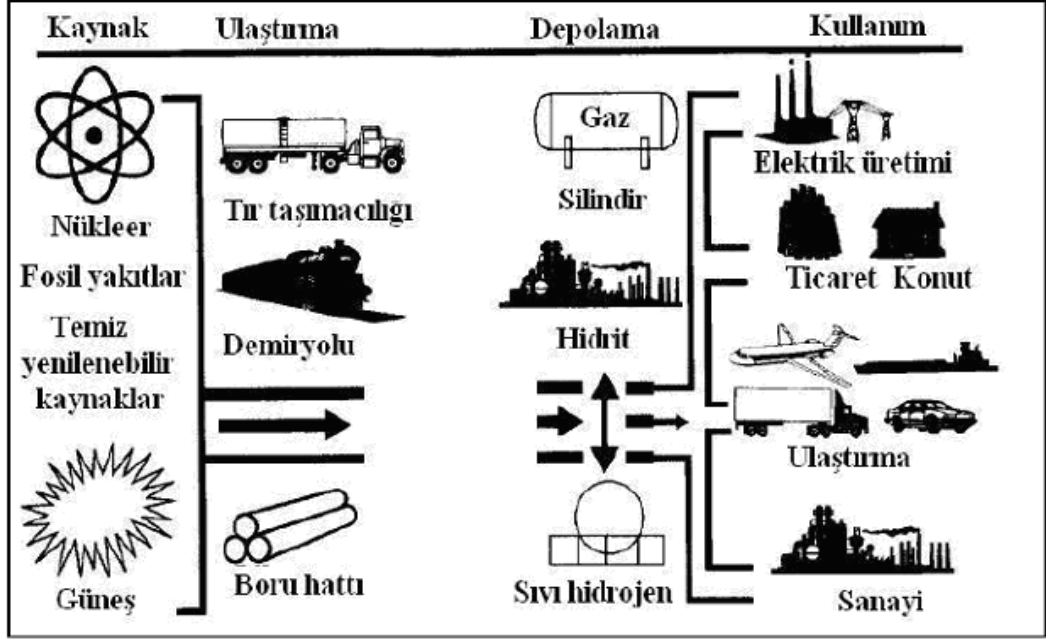 Kaynak
Ulaştırma
Depolama
Kullanım
Nükleer
Fosil yakıtlar
Temiz
yenilenebilir
kaynaklar
Güneş
Tır taşımacılığı
Demiryolu
Boru hattı
Gaz
Silindir
Hidrit
Sıvı hidrojen
Elektrik üretimi
Ticaret Konut
Ulaştırma
Sanayi